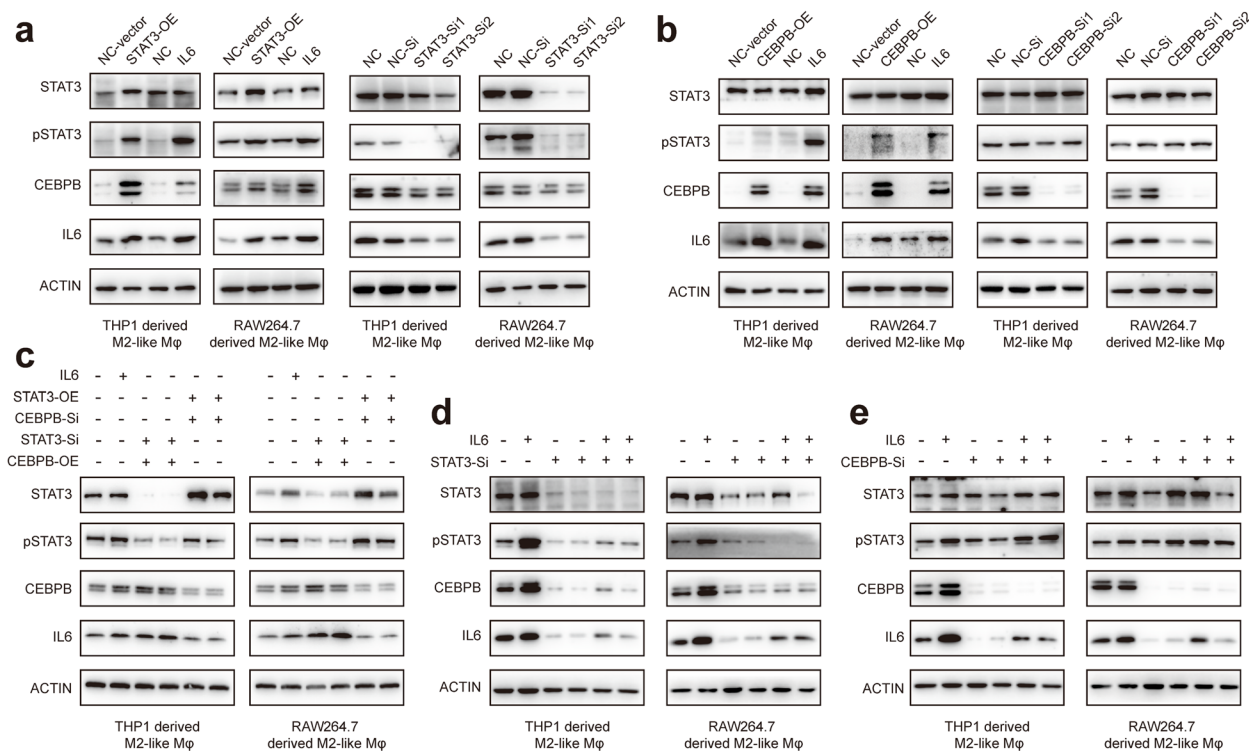 a
NC-vector STAT3-OE NC IL6 NC-vector STAT3-OE NC IL6 NC NC-Si STAT3-Si1 STAT3-Si2 NC NC-Si STAT3-Si1 STAT3-Si2
STAT3
pSTAT3
CEBPB
IL6
ACTIN
THP1 derived M2-like Mφ
RAW264.7 derived M2-like Mφ
THP1 derived M2-like Mφ
RAW264.7 derived M2-like Mφ
b
NC-vector CEBPB-OE NC IL6 NC-vector CEBPB-OE NC IL6 NC NC-Si CEBPB-Si1 CEBPB-Si2 NC NC-Si CEBPB-Si1 CEBPB-Si2
STAT3
pSTAT3
CEBPB
IL6
ACTIN
THP1 derived M2-like Mφ
RAW264.7 derived M2-like Mφ
THP1 derived M2-like Mφ
RAW264.7 derived M2-like Mφ
c
IL6 - + - - - - - + - - - -
STAT3-OE - - - - + + - - - - + +
CEBPB-Si - - - - + + - - - - + +
STAT3-Si - - + + - - - - + + - -
CEBPB-OE - - + + - - - - + + - -
STAT3
pSTAT3
CEBPB
IL6
ACTIN
THP1 derived M2-like Mφ
RAW264.7 derived M2-like Mφ
d
IL6 - + - - + + - + - - + +
STAT3-Si - - + + + + - - + + + +
STAT3
pSTAT3
CEBPB
IL6
ACTIN
THP1 derived M2-like Mφ
RAW264.7 derived M2-like Mφ
e
IL6 - + - - + + - + - - + +
CEBPB-Si - - + + + + - - + + + +
STAT3
pSTAT3
CEBPB
IL6
ACTIN
THP1 derived M2-like Mφ
RAW264.7 derived M2-like Mφ